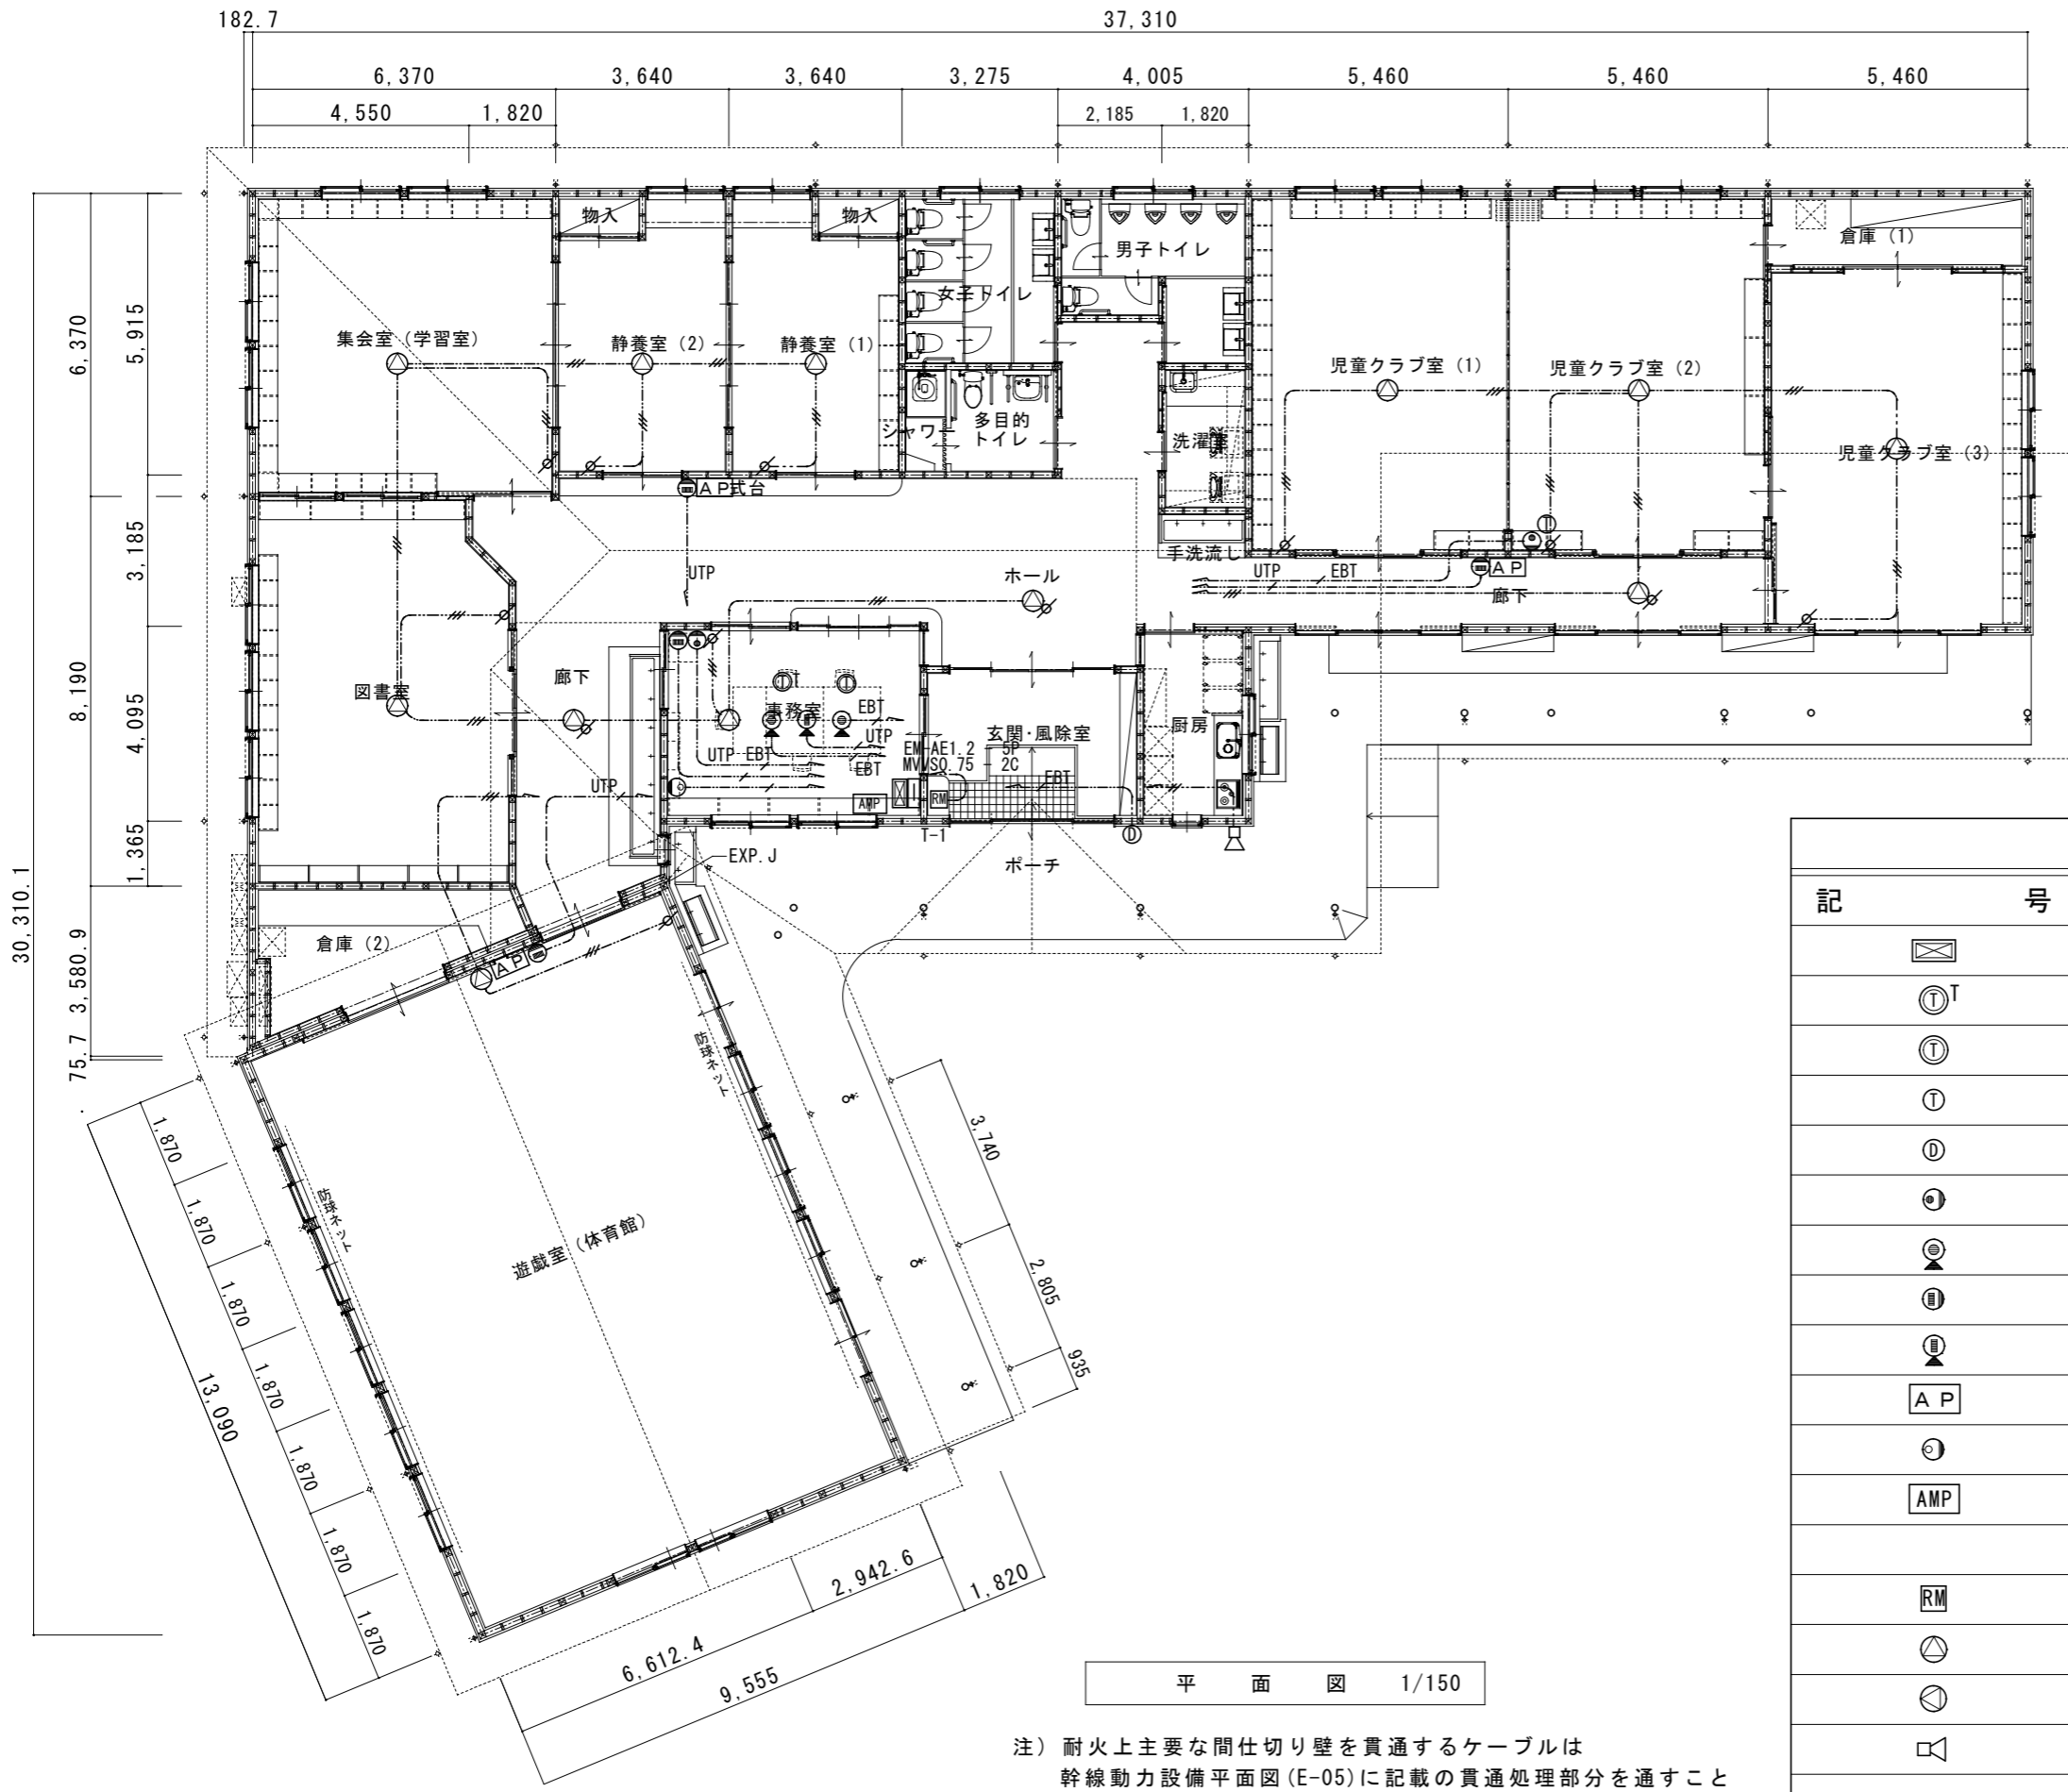 182.7
37,310
6,370
3,640
3,640
3,275
4,005
5,460
5,460
5,460
4,550
1,820
2,185
1,820
物入
物入
男子トイレ
女子トイレ
倉庫 (1)
集会室 (学習室)
静養室 (2)
静養室 (1)
児童クラブ室 (1)
児童クラブ室 (2)
児童クラブ室 (3)
シャワー
多目的
トイレ
洗濯室
AP
式台
手洗流し
UTP
ホール
UTP
EBT
AP
廊下
6,370
5,915
3,185
8,190
4,095
1,365
30,310.1
3,580.9
75.7
図書室
廊下
事務室
T
EBT
UTP
UTP
EBT
EBT
EM-AE1.2 - 5P
MVVS0.75 - 2C
玄関・風除室
EBT
厨房
UTP
AMP
RM
T-1
D
ポーチ
EXP.J
倉庫 (2)
AP
防球ネット
防球ネット
遊戯室 (体育館)
1,870
1,870
1,870
1,870
1,870
1,870
1,870
13,090
3,740
2,805
935
2,942.6
1,820
6,612.4
9,555
記 号
T T
T
T
D
AP
AMP
RM
平 面 図 1/150
注) 耐火上主要な間仕切り壁を貫通するケーブルは
幹線動力設備平面図(E-05)に記載の貫通処理部分を通すこと